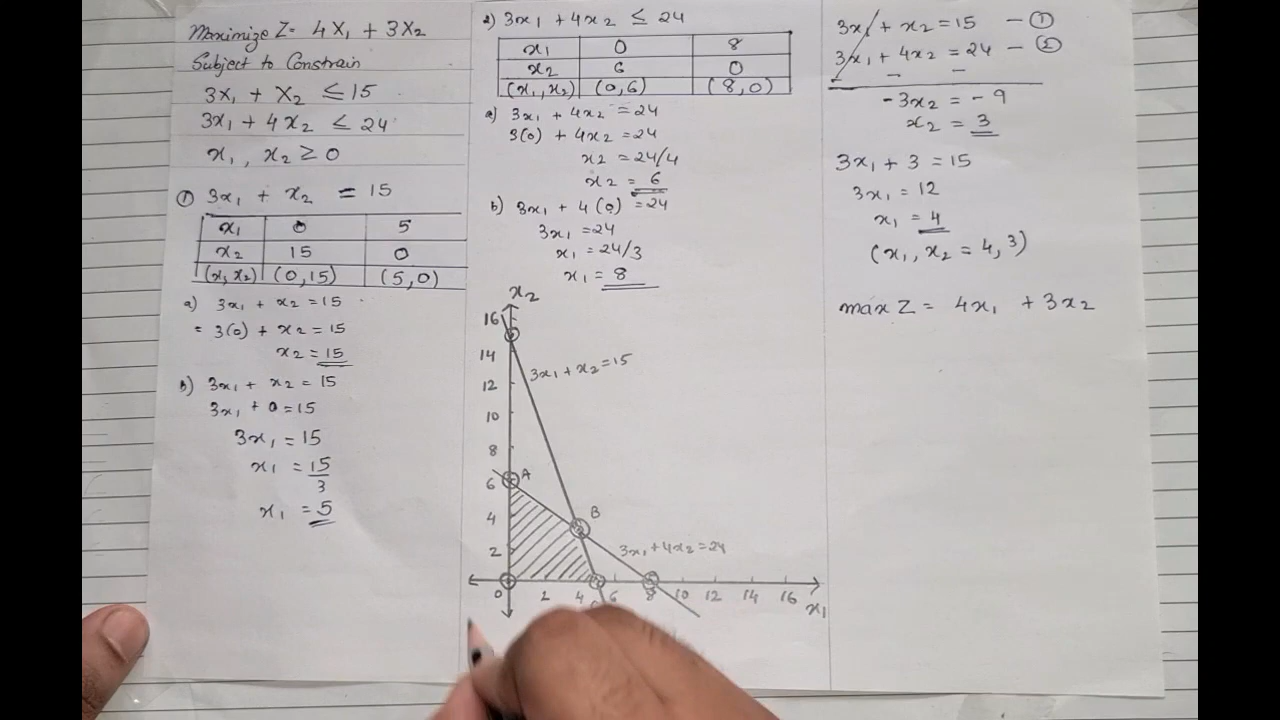 Maximize Z= 4X₁ + 3X₂
Subject to Constrain
3X₁ + X₂ ≤ 15
3X₁ + 4X₂ ≤ 24
x₁, x₂ ≥ 0
① 3x₁ + x₂ = 15
x₁ 0 5
x₂ 15 0
(x₁ x₂) (0,15) (5,0)
a) 3x₁ + x₂ = 15
= 3(0) + x₂ = 15
x₂ = 15
b) 3x₁ + x₂ = 15
3x₁ + 0 = 15
3x₁ = 15
x₁ = 15/3
x₁ = 5
2) 3x₁ + 4x₂ ≤ 24
x₁ 0 8
x₂ 6 0
(x₁, x₂) (0,6) (8,0)
a) 3x₁ + 4x₂ = 24
3(0) + 4x₂ = 24
x₂ = 24/4
x₂ = 6
b) 3x₁ + 4(0) = 24
3x₁ = 24
x₁ = 24/3
x₁ = 8
x₂
16
14
3x₁ + x₂ = 15
12
10
8
6 A
4 B
2 3x₁ + 4x₂ = 24
0 2 4 6 8 10 12 14 16 x₁
3x₁ + x₂ = 15 — ①
3x₁ + 4x₂ = 24 — ②
- - -
-3x₂ = -9
x₂ = 3
3x₁ + 3 = 15
3x₁ = 12
x₁ = 4
(x₁, x₂ = 4, 3)
max Z = 4x₁ + 3x₂